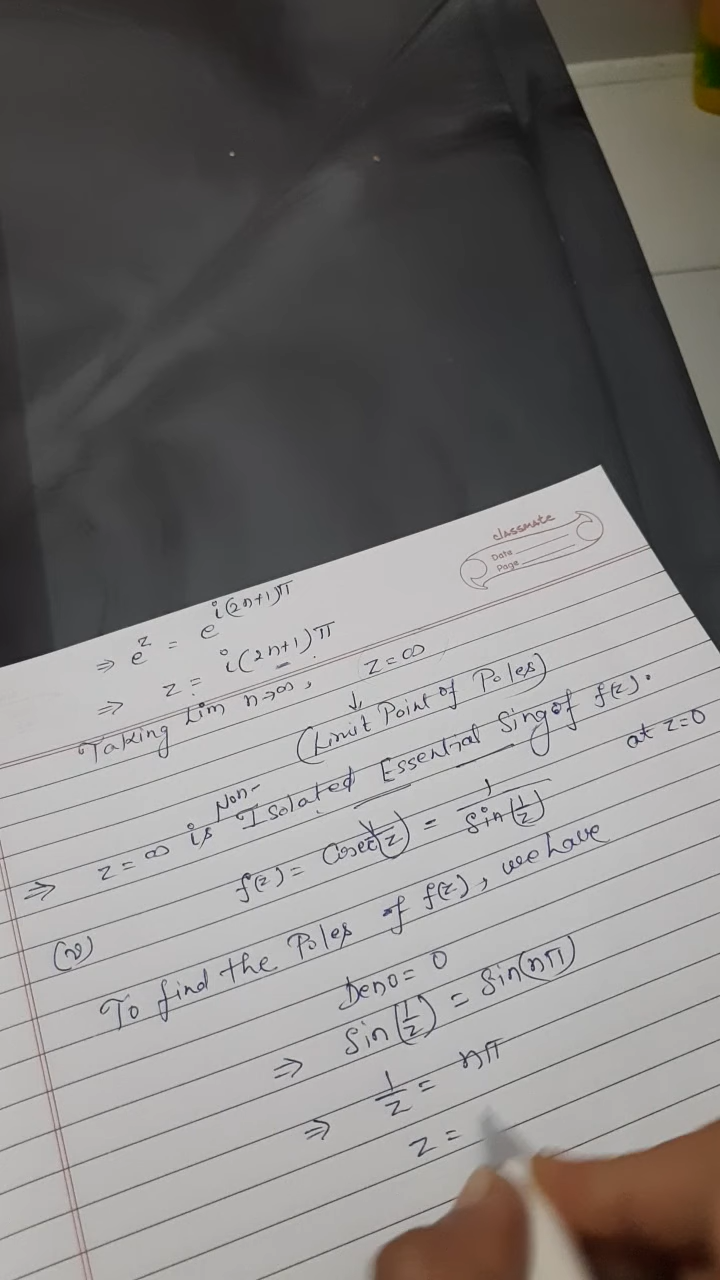 classmate
Date
Page
⇒ e^z = e^{i(2n+1)π}
⇒ z = i(2n+1)π
Taking Lim n→∞, z=∞
↓
(Limit Point of Poles)
⇒ z=∞ is Non-Isolated Essential Sing of f(z).
(v) f(z) = Cosec(1/z) = 1/Sin(1/z) at z=0
To find the Poles of f(z), we have
Deno = 0
⇒ Sin(1/z) = Sin(nπ)
⇒ 1/z = nπ
z =